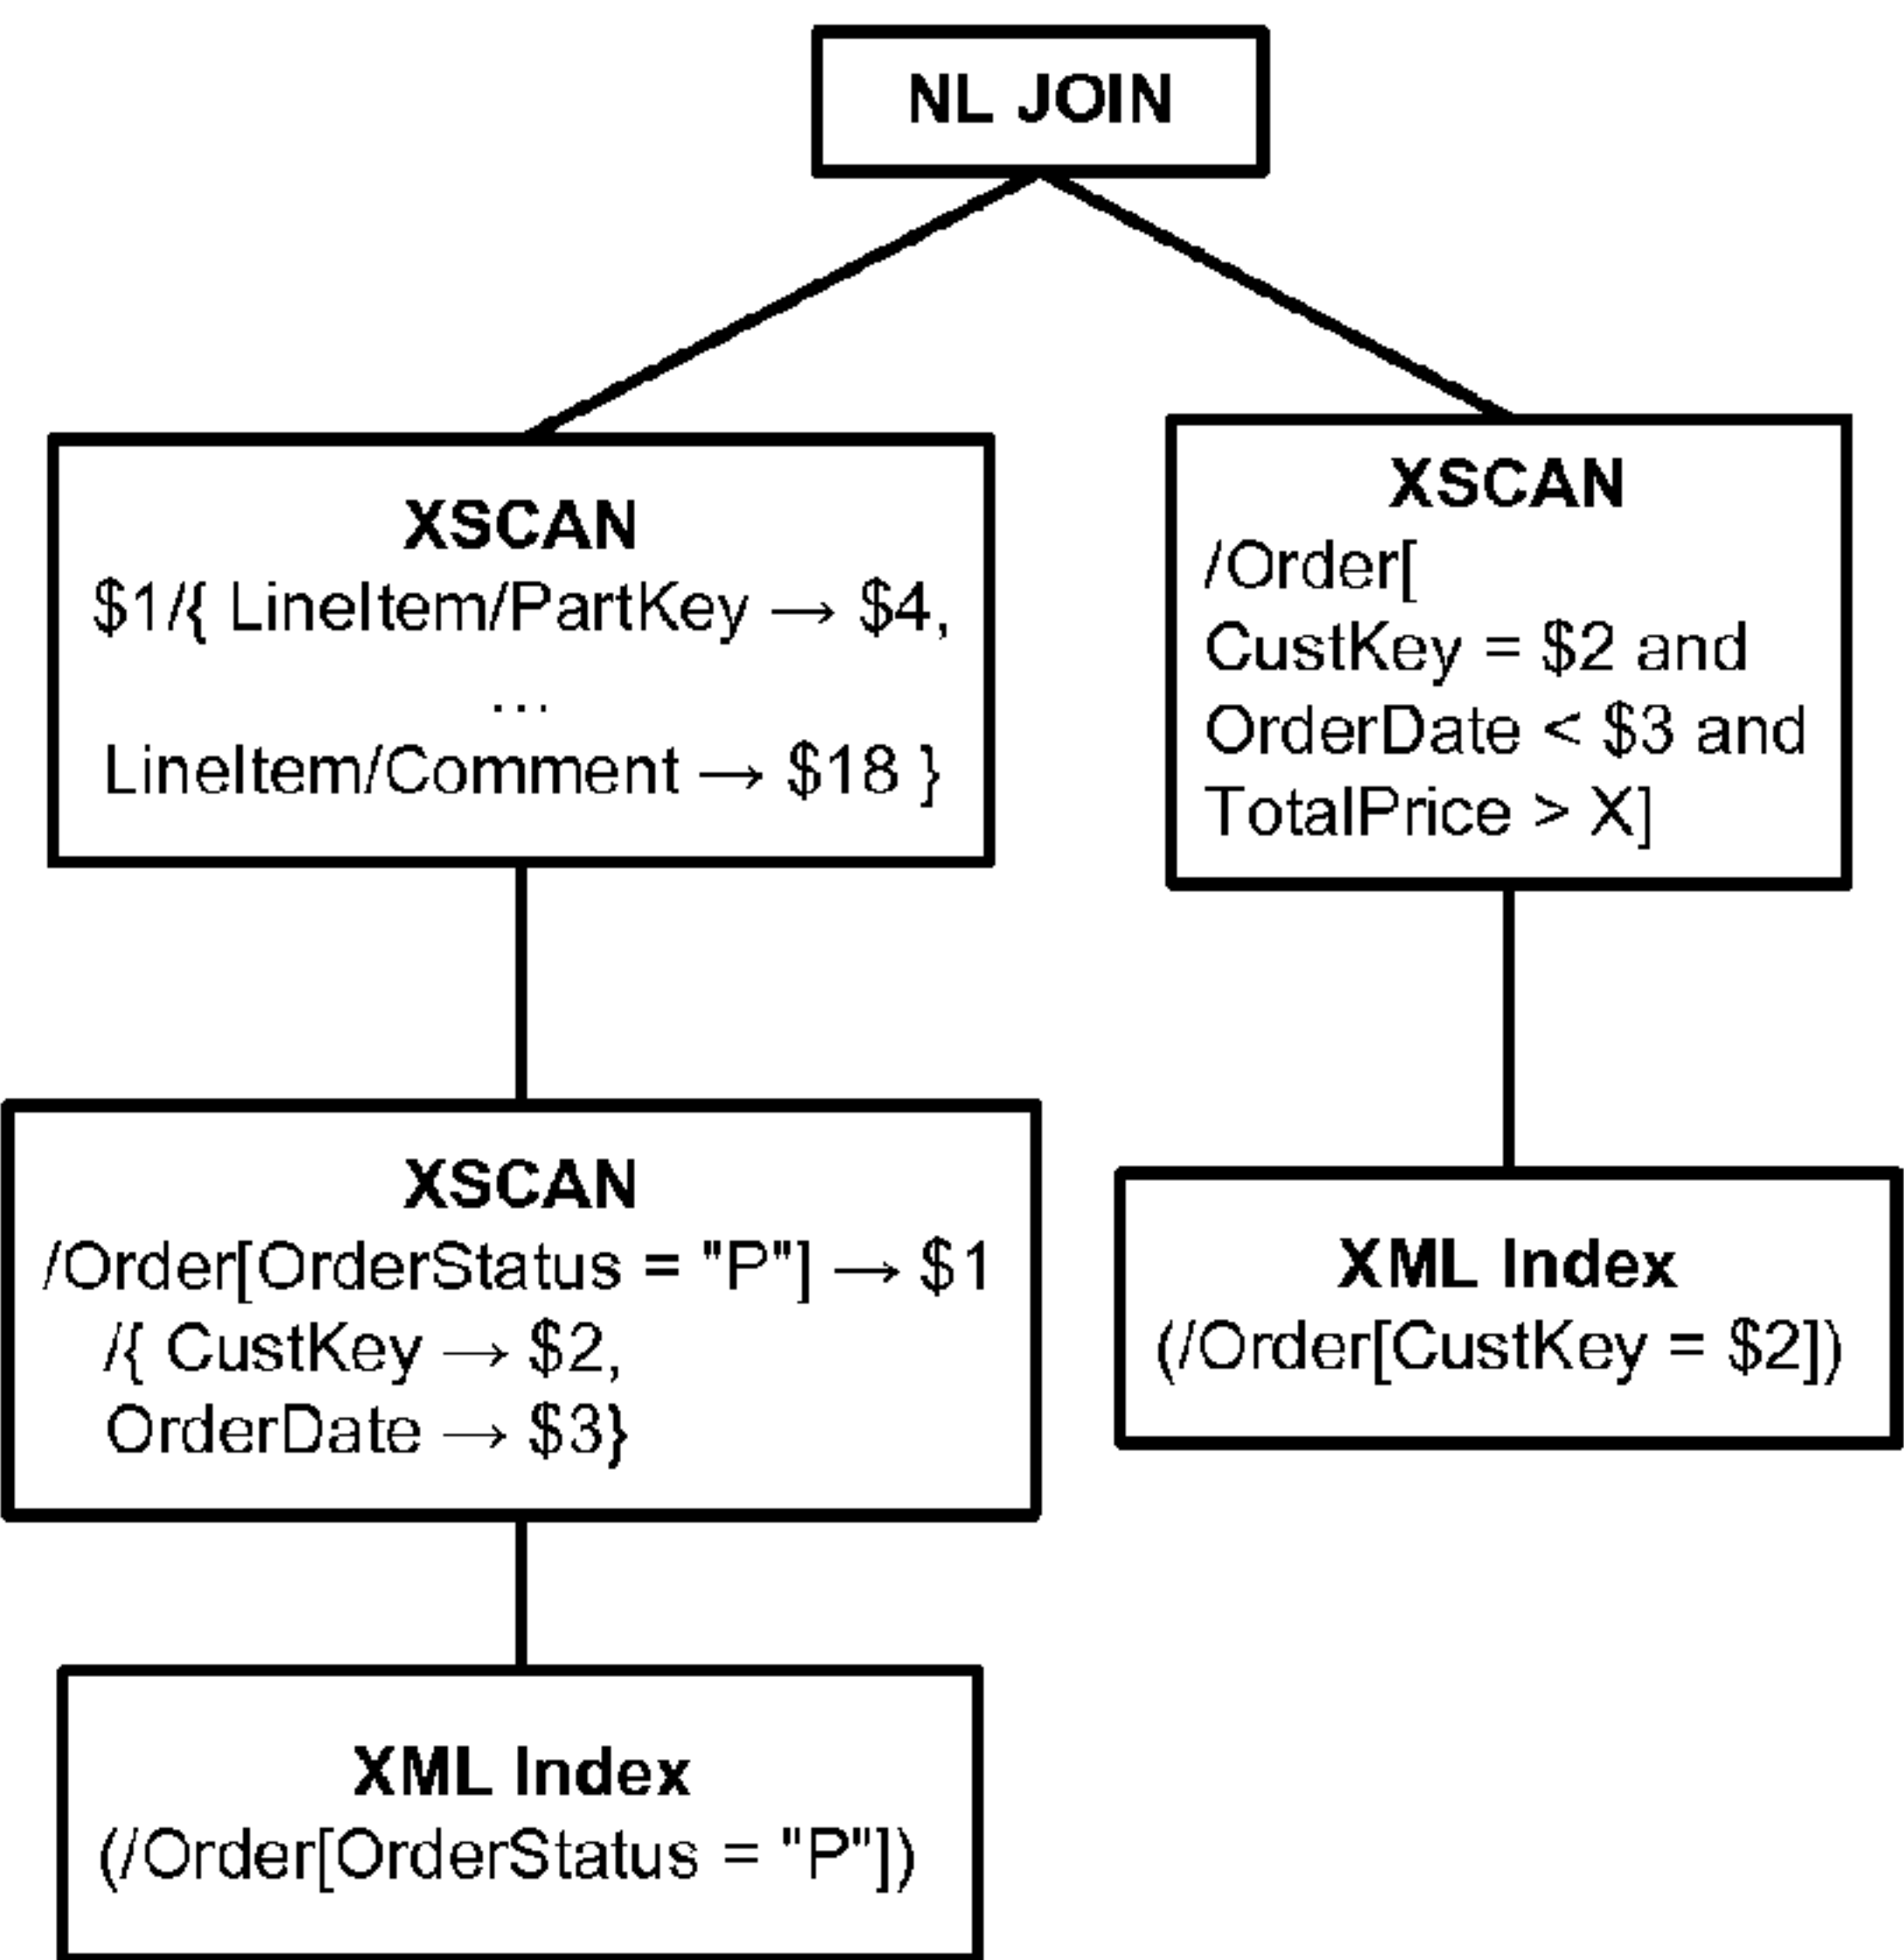 NL JOIN
XSCAN
$1/{ LineItem/PartKey → $4,
...
LineItem/Comment → $18 }
XSCAN
/Order[
CustKey = $2 and
OrderDate < $3 and
TotalPrice > X]
XSCAN
/Order[OrderStatus = "P"] → $1
/{ CustKey → $2,
OrderDate → $3}
XML Index
(/Order[CustKey = $2])
XML Index
(/Order[OrderStatus = "P"])